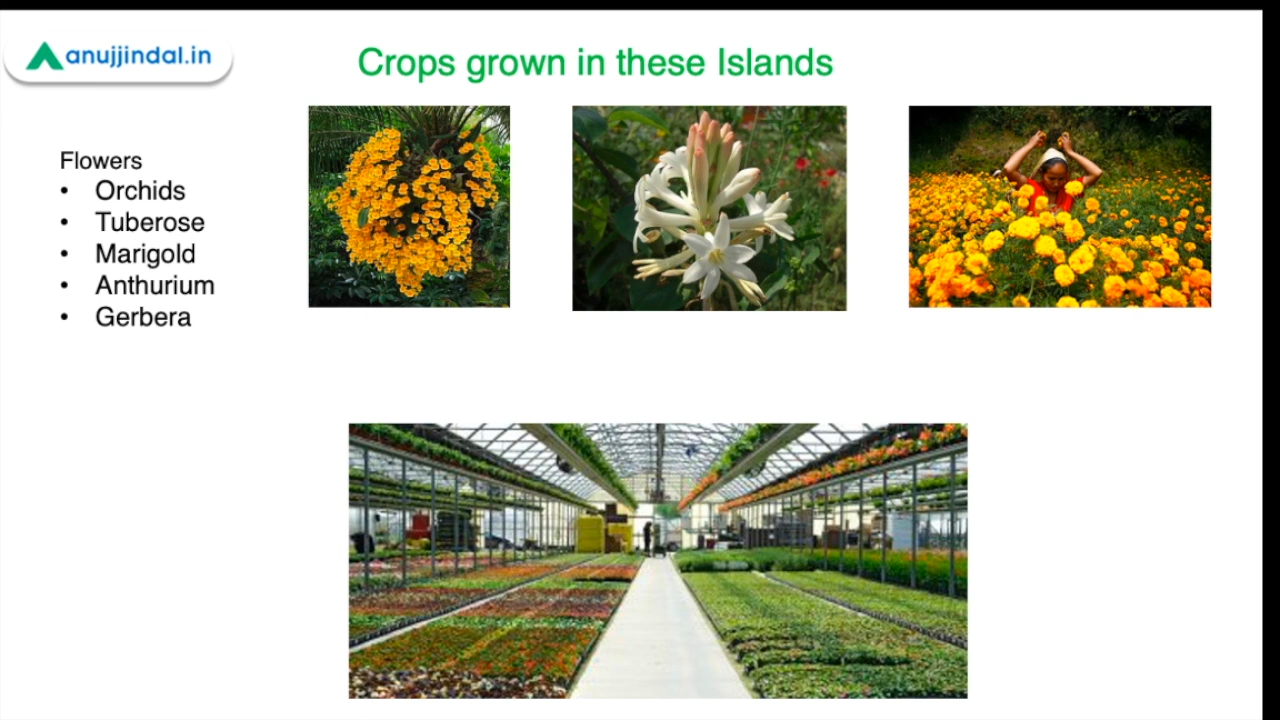 anujjindal.in
Crops grown in these Islands
Flowers
• Orchids
• Tuberose
• Marigold
• Anthurium
• Gerbera